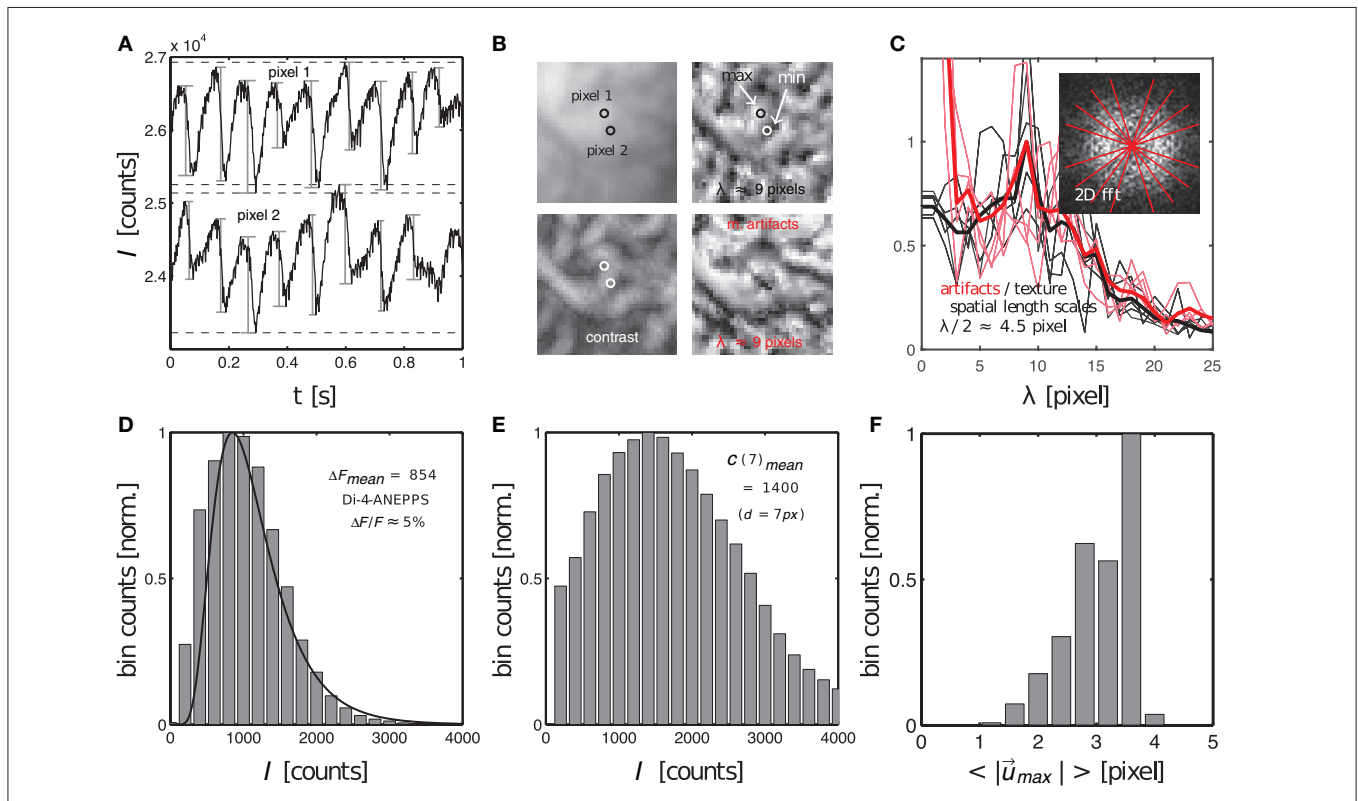 A
x 10⁴
2.7
2.6
2.5
2.4
I [counts]
pixel 1
pixel 2
0 0.2 0.4 0.6 0.8 1
t [s]
B
pixel 1
pixel 2
max
min
λ ≈ 9 pixels
contrast
m. artifacts
λ ≈ 9 pixels
C
1
0.5
0
2D fft
artifacts / texture
spatial length scales
λ/2 ≈ 4.5 pixel
0 5 10 15 20 25
λ [pixel]
D
1
0.5
0
bin counts [norm.]
ΔF mean = 854
Di-4-ANEPPS
ΔF/F ≈ 5%
0 1000 2000 3000 4000
I [counts]
E
1
0.5
0
bin counts [norm.]
c (7) mean
= 1400
(d = 7px)
0 1000 2000 3000 4000
I [counts]
F
1
0.5
0
bin counts [norm.]
0 1 2 3 4 5
< |u⃗ max | > [pixel]